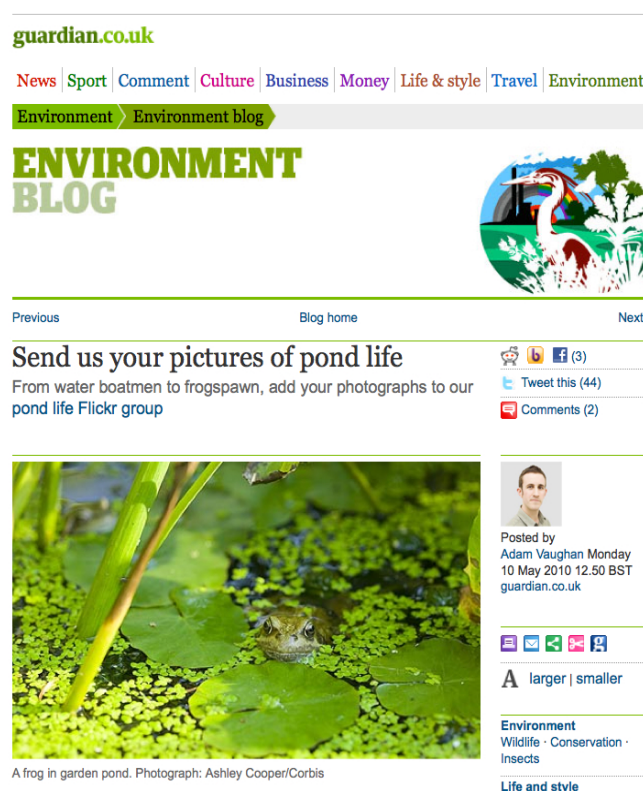 guardian.co.uk
News Sport Comment Culture Business Money Life & style Travel Environment
Environment Environment blog
ENVIRONMENT
BLOG
Previous Blog home Next
Send us your pictures of pond life
From water boatmen to frogspawn, add your photographs to our
pond life Flickr group
(3)
Tweet this (44)
Comments (2)
Posted by
Adam Vaughan Monday
10 May 2010 12.50 BST
guardian.co.uk
A larger | smaller
Environment
Wildlife · Conservation ·
Insects
Life and style
A frog in garden pond. Photograph: Ashley Cooper/Corbis